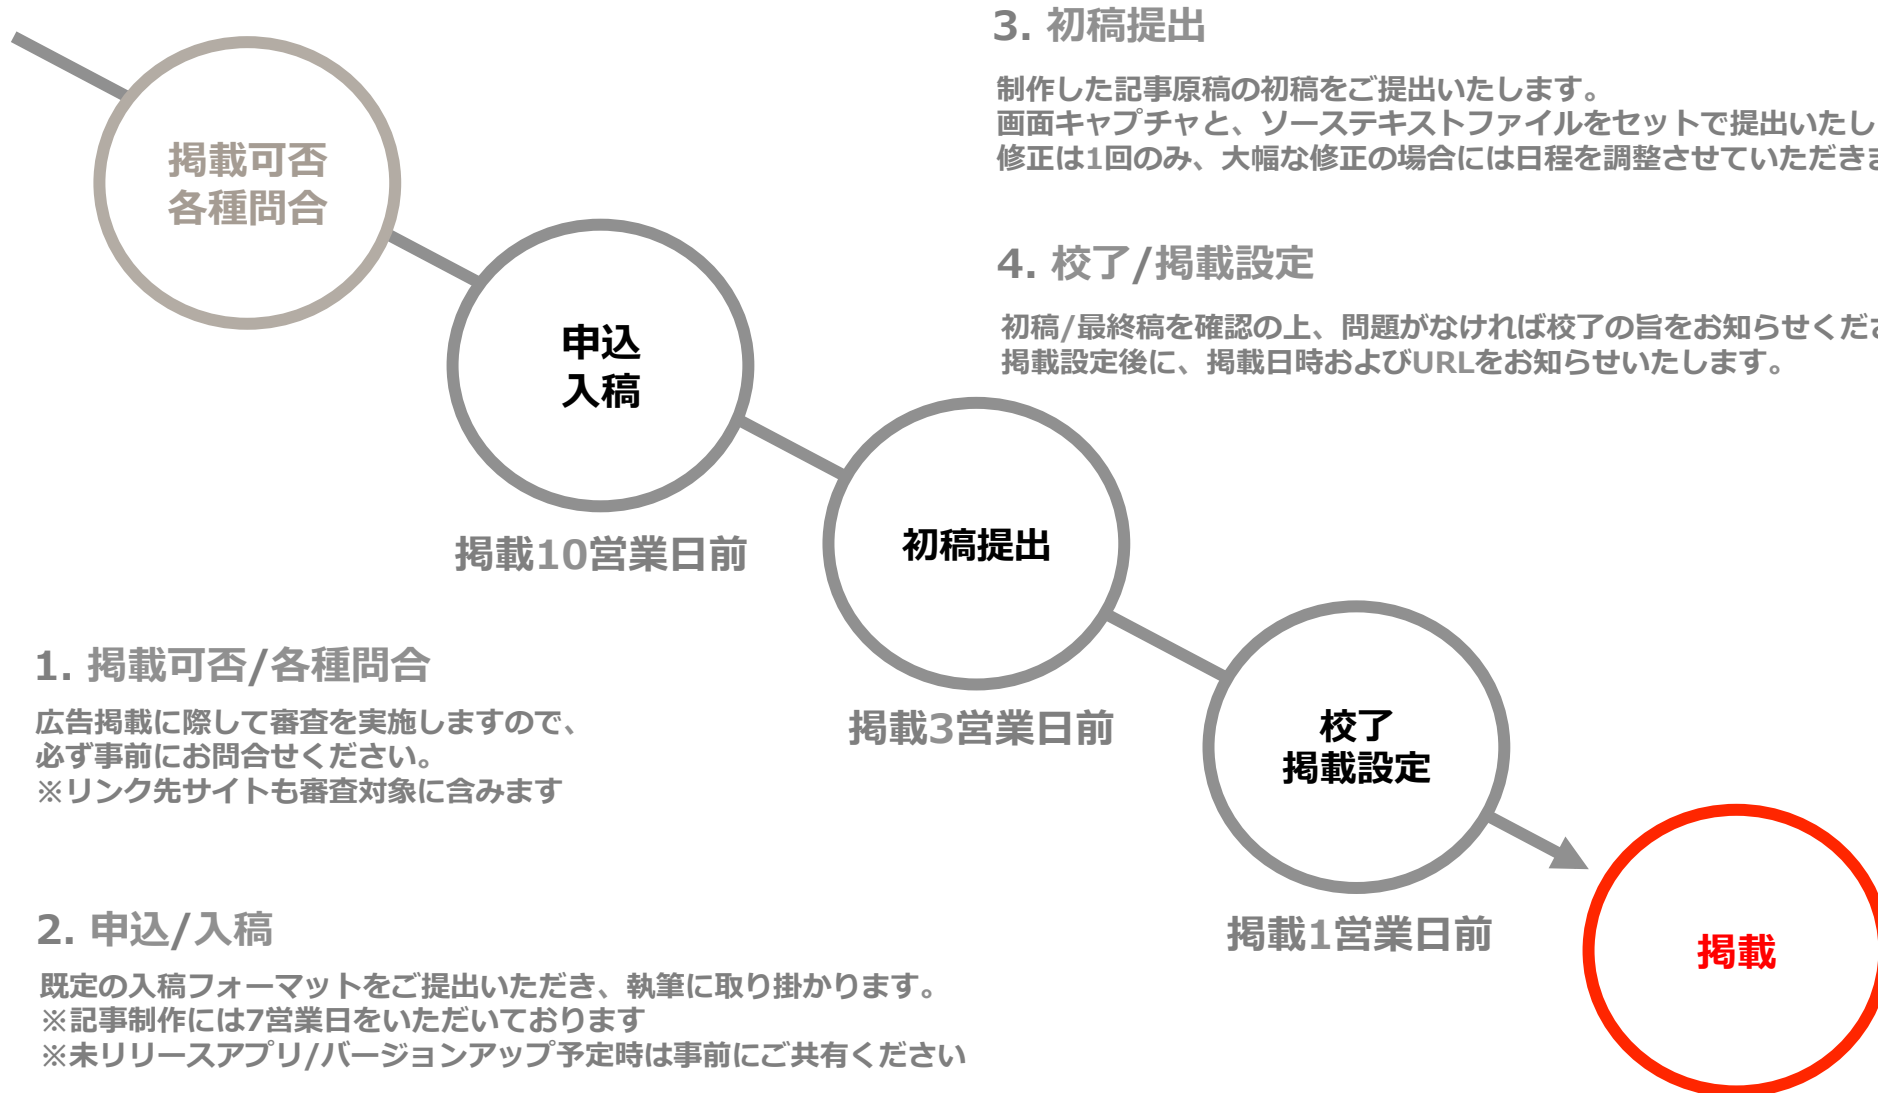 掲載可否
各種問合
申込
入稿
掲載10営業日前
初稿提出
掲載3営業日前
校了
掲載設定
掲載1営業日前
掲載
1. 掲載可否/各種問合
広告掲載に際して審査を実施しますので、
必ず事前にお問合せください。
※リンク先サイトも審査対象に含みます
2. 申込/入稿
既定の入稿フォーマットをご提出いただき、執筆に取り掛かります。
※記事制作には7営業日をいただいております
※未リリースアプリ/バージョンアップ予定時は事前にご共有ください
3. 初稿提出
制作した記事原稿の初稿をご提出いたします。
画面キャプチャと、ソーステキストファイルをセットで提出いたし
修正は1回のみ、大幅な修正の場合には日程を調整させていただきま
4. 校了/掲載設定
初稿/最終稿を確認の上、問題がなければ校了の旨をお知らせくださ
掲載設定後に、掲載日時およびURLをお知らせいたします。